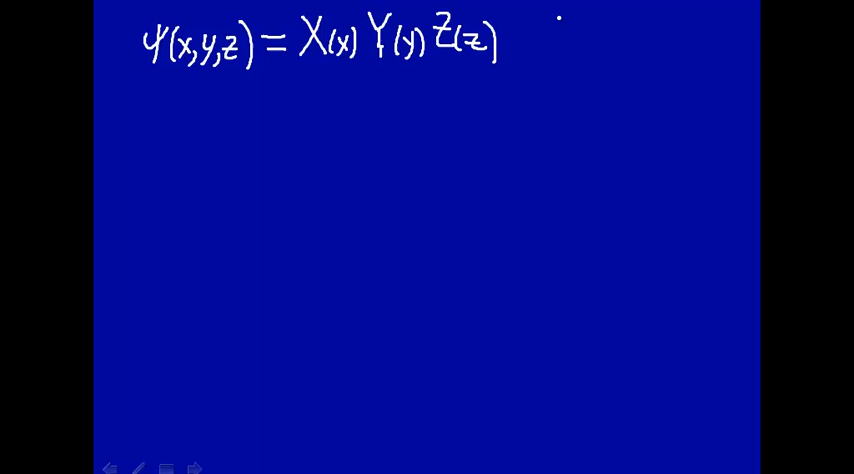 ψ(x,y,z) = X(x) Y(y) Z(z)